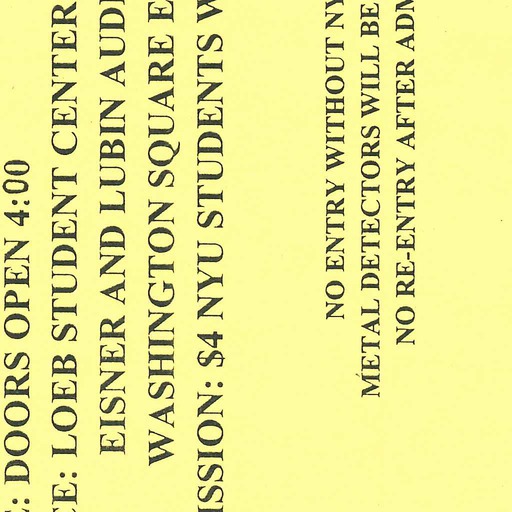 E: DOORS OPEN 4:00
CE: LOEB STUDENT CENTER
EISNER AND LUBIN AUDI
WASHINGTON SQUARE E
ISSION: $4 NYU STUDENTS W
NO ENTRY WITHOUT NY
METAL DETECTORS WILL BE
NO RE-ENTRY AFTER ADM